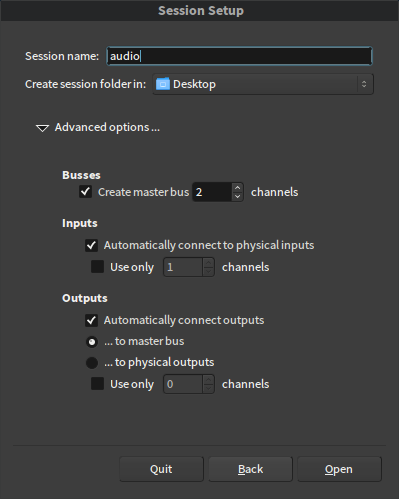 Session Setup
Session name: audio
Create session folder in: Desktop
Advanced options ...
Busses
Create master bus 2 channels
Inputs
Automatically connect to physical inputs
Use only 1 channels
Outputs
Automatically connect outputs
... to master bus
... to physical outputs
Use only 0 channels
Quit Back Open